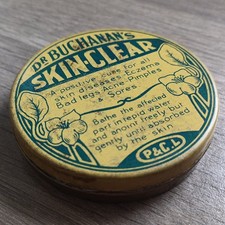 DR BUCHANAN'S
SKIN-CLEAR
A positive cure for all
skin diseases Eczema
Bad legs Acne Pimples
& Sores
Bathe the affected
part in tepid water
and anoint freely but
gently until absorbed
by the skin
P&C.L